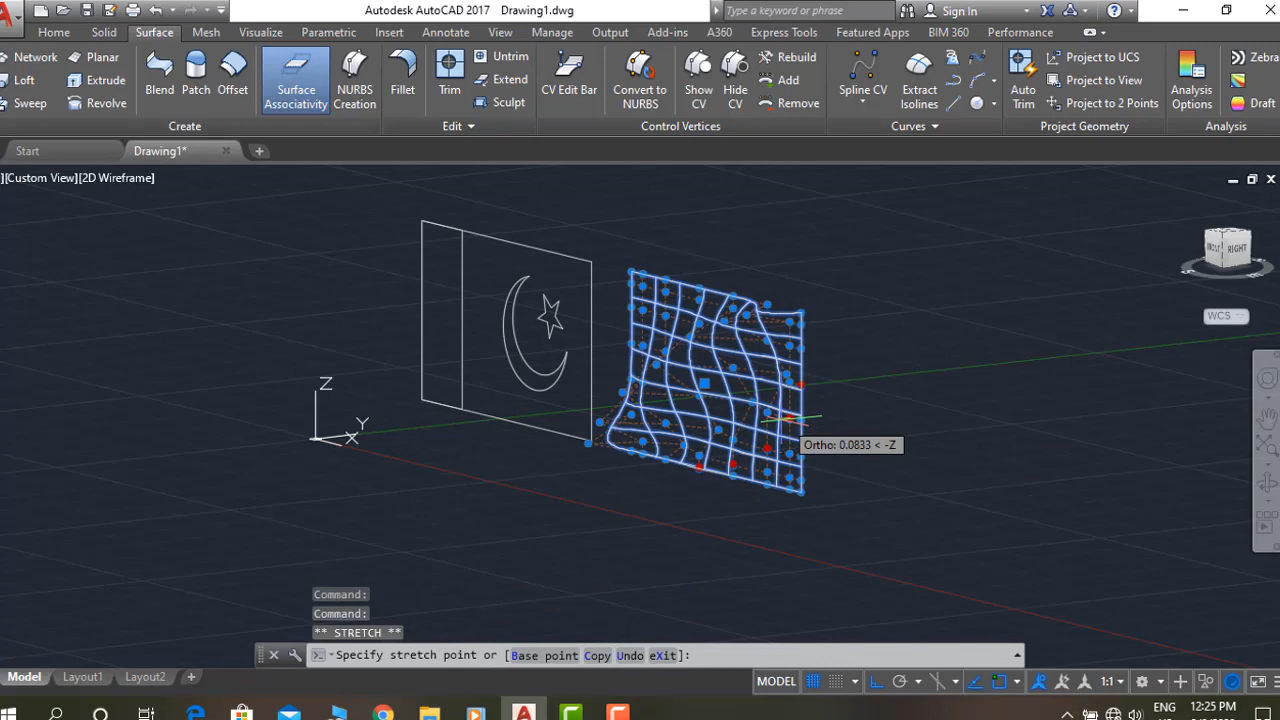 Autodesk AutoCAD 2017 Drawing1.dwg
Type a keyword or phrase
Sign In
Home Solid Surface Mesh Visualize Parametric Insert Annotate View Manage Output Add-ins A360 Express Tools Featured Apps BIM 360 Performance
Network Planar Untrim Rebuild Project to UCS Zebra
Loft Extrude Extend Add Project to View
Sweep Revolve Sculpt Remove Project to 2 Points Draft
Blend Patch Offset Surface Associativity NURBS Creation Fillet Trim CV Edit Bar Convert to NURBS Show CV Hide CV Spline CV Extract Isolines Auto Trim Analysis Options
Create Edit Control Vertices Curves Project Geometry Analysis
Start Drawing1*
][Custom View][2D Wireframe]
RIGHT
WCS
Z
Y
X
Ortho: 0.0833 < -Z
Command:
Command:
** STRETCH **
Specify stretch point or [Base point Copy Undo eXit]:
Model Layout1 Layout2
MODEL 1:1
ENG 12:25 PM